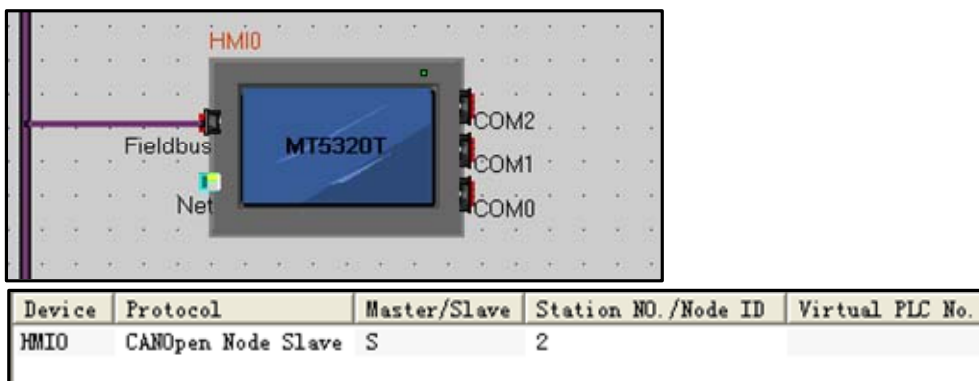 HMI0
COM2
Fieldbus
MT5320T
COM1
Net
COM0
Device Protocol Master/Slave Station NO./Node ID Virtual PLC No.
HMI0 CANOpen Node Slave S 2